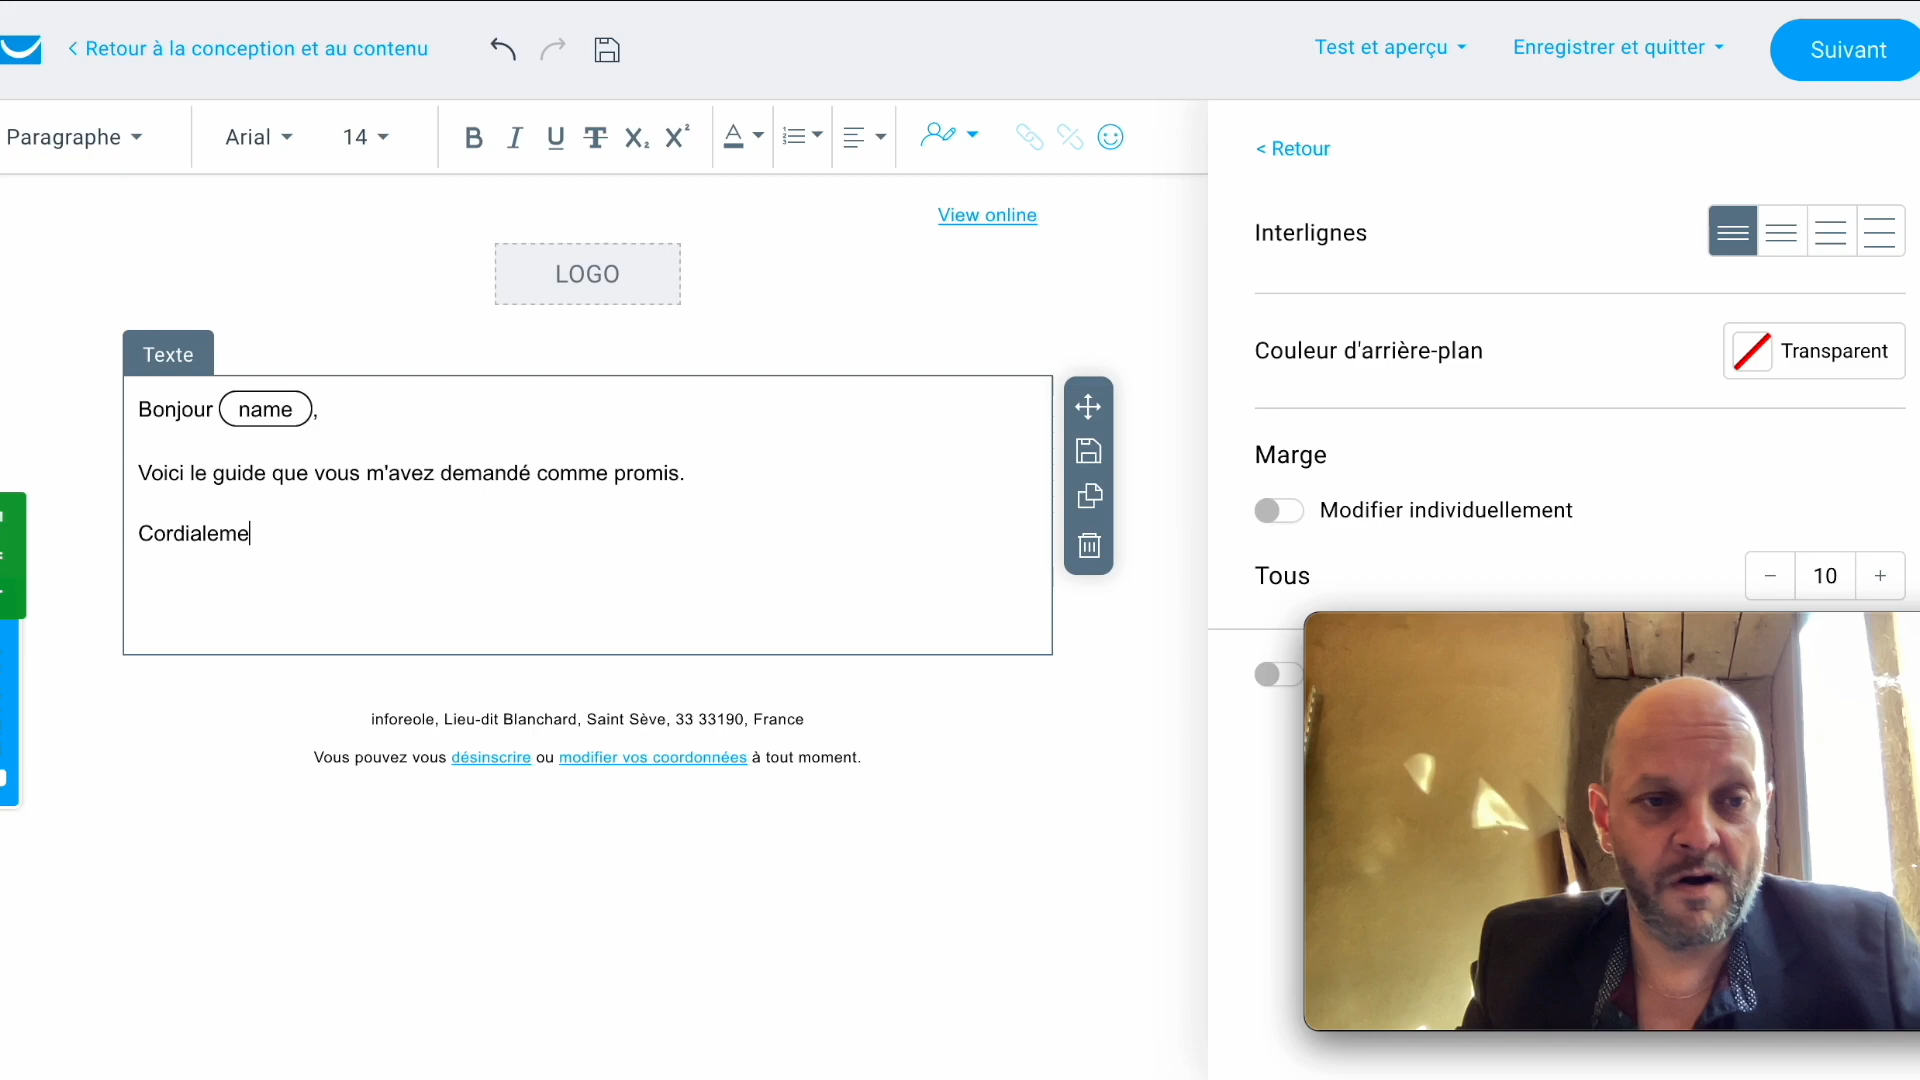 < Retour à la conception et au contenu
Test et aperçu
Enregistrer et quitter
Suivant
Paragraphe
Arial
14
B I U T X₂ X²
A
< Retour
View online
Interlignes
LOGO
Couleur d'arrière-plan
Transparent
Texte
Bonjour name,
Voici le guide que vous m'avez demandé comme promis.
Cordialeme
Marge
Modifier individuellement
Tous
− 10 +
inforeole, Lieu-dit Blanchard, Saint Sève, 33 33190, France
Vous pouvez vous désinscrire ou modifier vos coordonnées à tout moment.